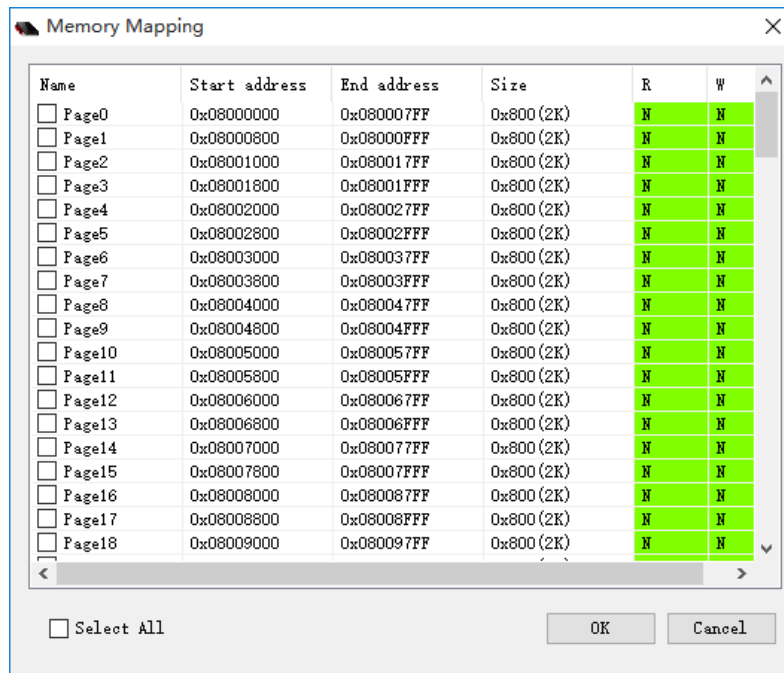 Memory Mapping
Name Start address End address Size R W
Page0 0x08000000 0x080007FF 0x800(2K) N N
Page1 0x08000800 0x08000FFF 0x800(2K) N N
Page2 0x08001000 0x080017FF 0x800(2K) N N
Page3 0x08001800 0x08001FFF 0x800(2K) N N
Page4 0x08002000 0x080027FF 0x800(2K) N N
Page5 0x08002800 0x08002FFF 0x800(2K) N N
Page6 0x08003000 0x080037FF 0x800(2K) N N
Page7 0x08003800 0x08003FFF 0x800(2K) N N
Page8 0x08004000 0x080047FF 0x800(2K) N N
Page9 0x08004800 0x08004FFF 0x800(2K) N N
Page10 0x08005000 0x080057FF 0x800(2K) N N
Page11 0x08005800 0x08005FFF 0x800(2K) N N
Page12 0x08006000 0x080067FF 0x800(2K) N N
Page13 0x08006800 0x08006FFF 0x800(2K) N N
Page14 0x08007000 0x080077FF 0x800(2K) N N
Page15 0x08007800 0x08007FFF 0x800(2K) N N
Page16 0x08008000 0x080087FF 0x800(2K) N N
Page17 0x08008800 0x08008FFF 0x800(2K) N N
Page18 0x08009000 0x080097FF 0x800(2K) N N
Select All OK Cancel